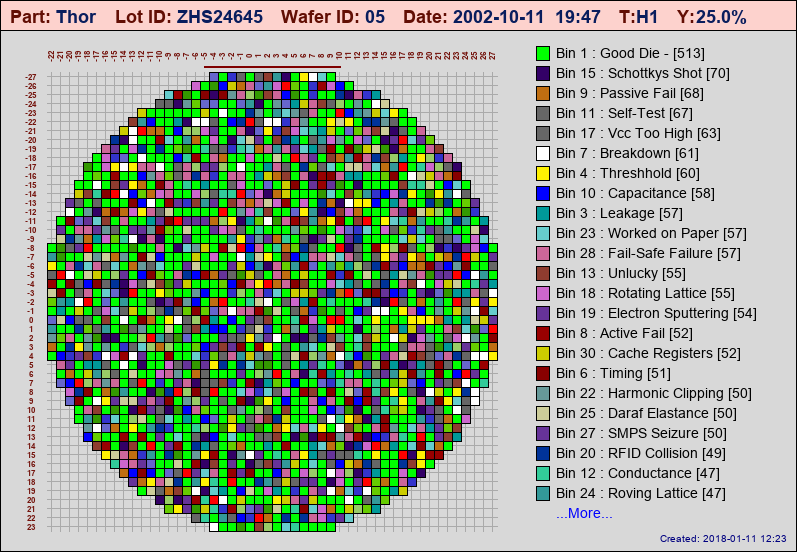 Part: Thor Lot ID: ZHS24645 Wafer ID: 05 Date: 2002-10-11 19:47 T:H1 Y:25.0%
-22 -21 -20 -19 -18 -17 -16 -15 -14 -13 -12 -11 -10 -9 -8 -7 -6 -5 -4 -3 -2 -1 0 1 2 3 4 5 6 7 8 9 10 11 12 13 14 15 16 17 18 19 20 21 22 23 24 25 26 27
-27
-26
-25
-24
-23
-22
-21
-20
-19
-18
-17
-16
-15
-14
-13
-12
-11
-10
-9
-8
-7
-6
-5
-4
-3
-2
-1
0
1
2
3
4
5
6
7
8
9
10
11
12
13
14
15
16
17
18
19
20
21
22
23
Bin 1 : Good Die - [513]
Bin 15 : Schottkys Shot [70]
Bin 9 : Passive Fail [68]
Bin 11 : Self-Test [67]
Bin 17 : Vcc Too High [63]
Bin 7 : Breakdown [61]
Bin 4 : Threshhold [60]
Bin 10 : Capacitance [58]
Bin 3 : Leakage [57]
Bin 23 : Worked on Paper [57]
Bin 28 : Fail-Safe Failure [57]
Bin 13 : Unlucky [55]
Bin 18 : Rotating Lattice [55]
Bin 19 : Electron Sputtering [54]
Bin 8 : Active Fail [52]
Bin 30 : Cache Registers [52]
Bin 6 : Timing [51]
Bin 22 : Harmonic Clipping [50]
Bin 25 : Daraf Elastance [50]
Bin 27 : SMPS Seizure [50]
Bin 20 : RFID Collision [49]
Bin 12 : Conductance [47]
Bin 24 : Roving Lattice [47]
...More...
Created: 2018-01-11 12:23